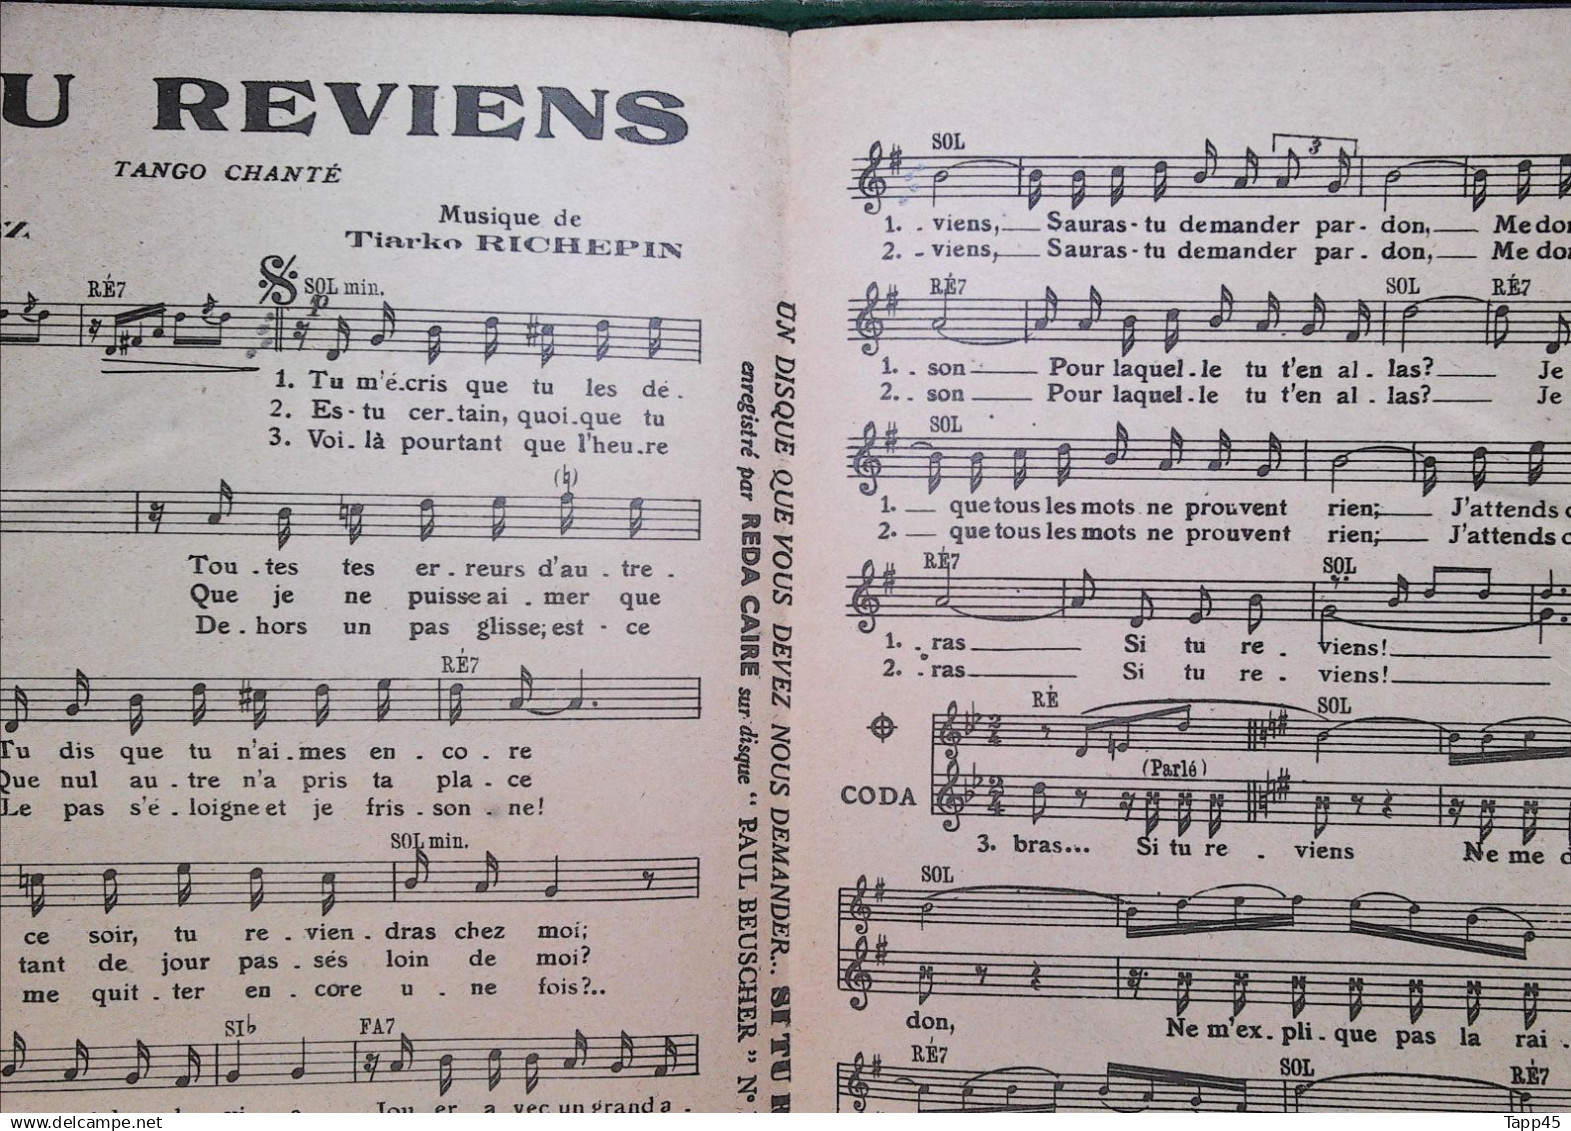 U REVIENS
TANGO CHANTÉ
Musique de
Tiarko RICHEPIN
RÉ7
SOL min.
1. Tu m'é.cris que tu les dé.
2. Es-tu cer.tain, quoi.que tu
3. Voi.là pourtant que l'heu.re
Tou.tes tes er.reurs d'au.tre.
Que je ne puisse ai.mer que
De.hors un pas glisse; est-ce
RÉ7
Tu dis que tu n'ai.mes en.co.re
Que nul au.tre n'a pris ta pla.ce
Le pas s'é.loigne et je fris.son.ne!
SOL min.
ce soir, tu re.vien.dras chez moi;
tant de jour pas.sés loin de moi?
me quit.ter en.core u.ne fois?..
SIb FA7
Jou er a vec un grand a.
UN DISQUE QUE VOUS DEVEZ NOUS DEMANDER... SI TU R
enregistré par REDA CAIRE sur disque "PAUL BEUSCHER" N°
SOL
3
1. . viens, Sauras-tu demander par-don, Me don
2. - viens, Sauras-tu demander par-don, Me don
RÉ7 SOL RÉ7
1. . son Pour laquel.le tu t'en al.las? Je
2. . son Pour laquel.le tu t'en al.las? Je
SOL
1. que tous les mots ne prouvent rien; J'attends
2. que tous les mots ne prouvent rien; J'attends
RÉ7 SOL
1. . ras Si tu re.viens!
2. . ras Si tu re.viens!
RÉ SOL
2/4
(Parlé)
CODA
2/4
3. bras... Si tu re.viens Ne me d
SOL
don, Ne m'ex.pli.que pas la rai.
RÉ7 SOL RÉ7
Tapp45